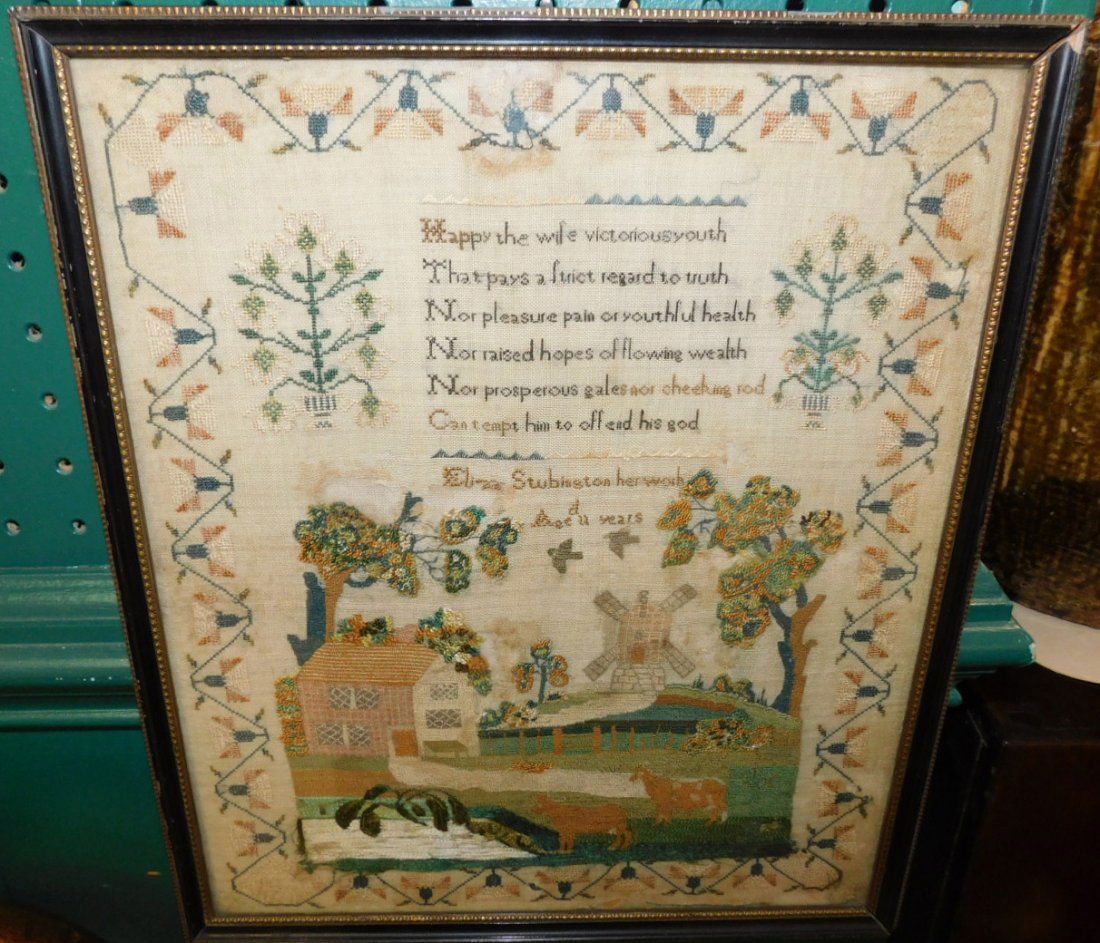 Happy the wife victorious youth
That pays a ſtrict regard to truth
Nor pleasure pain or youthful health
Nor raised hopes of flowing wealth
Nor prosperous gales nor checking rod
Can tempt him to offend his god
Eliza Stubington her work
Aged 11 years